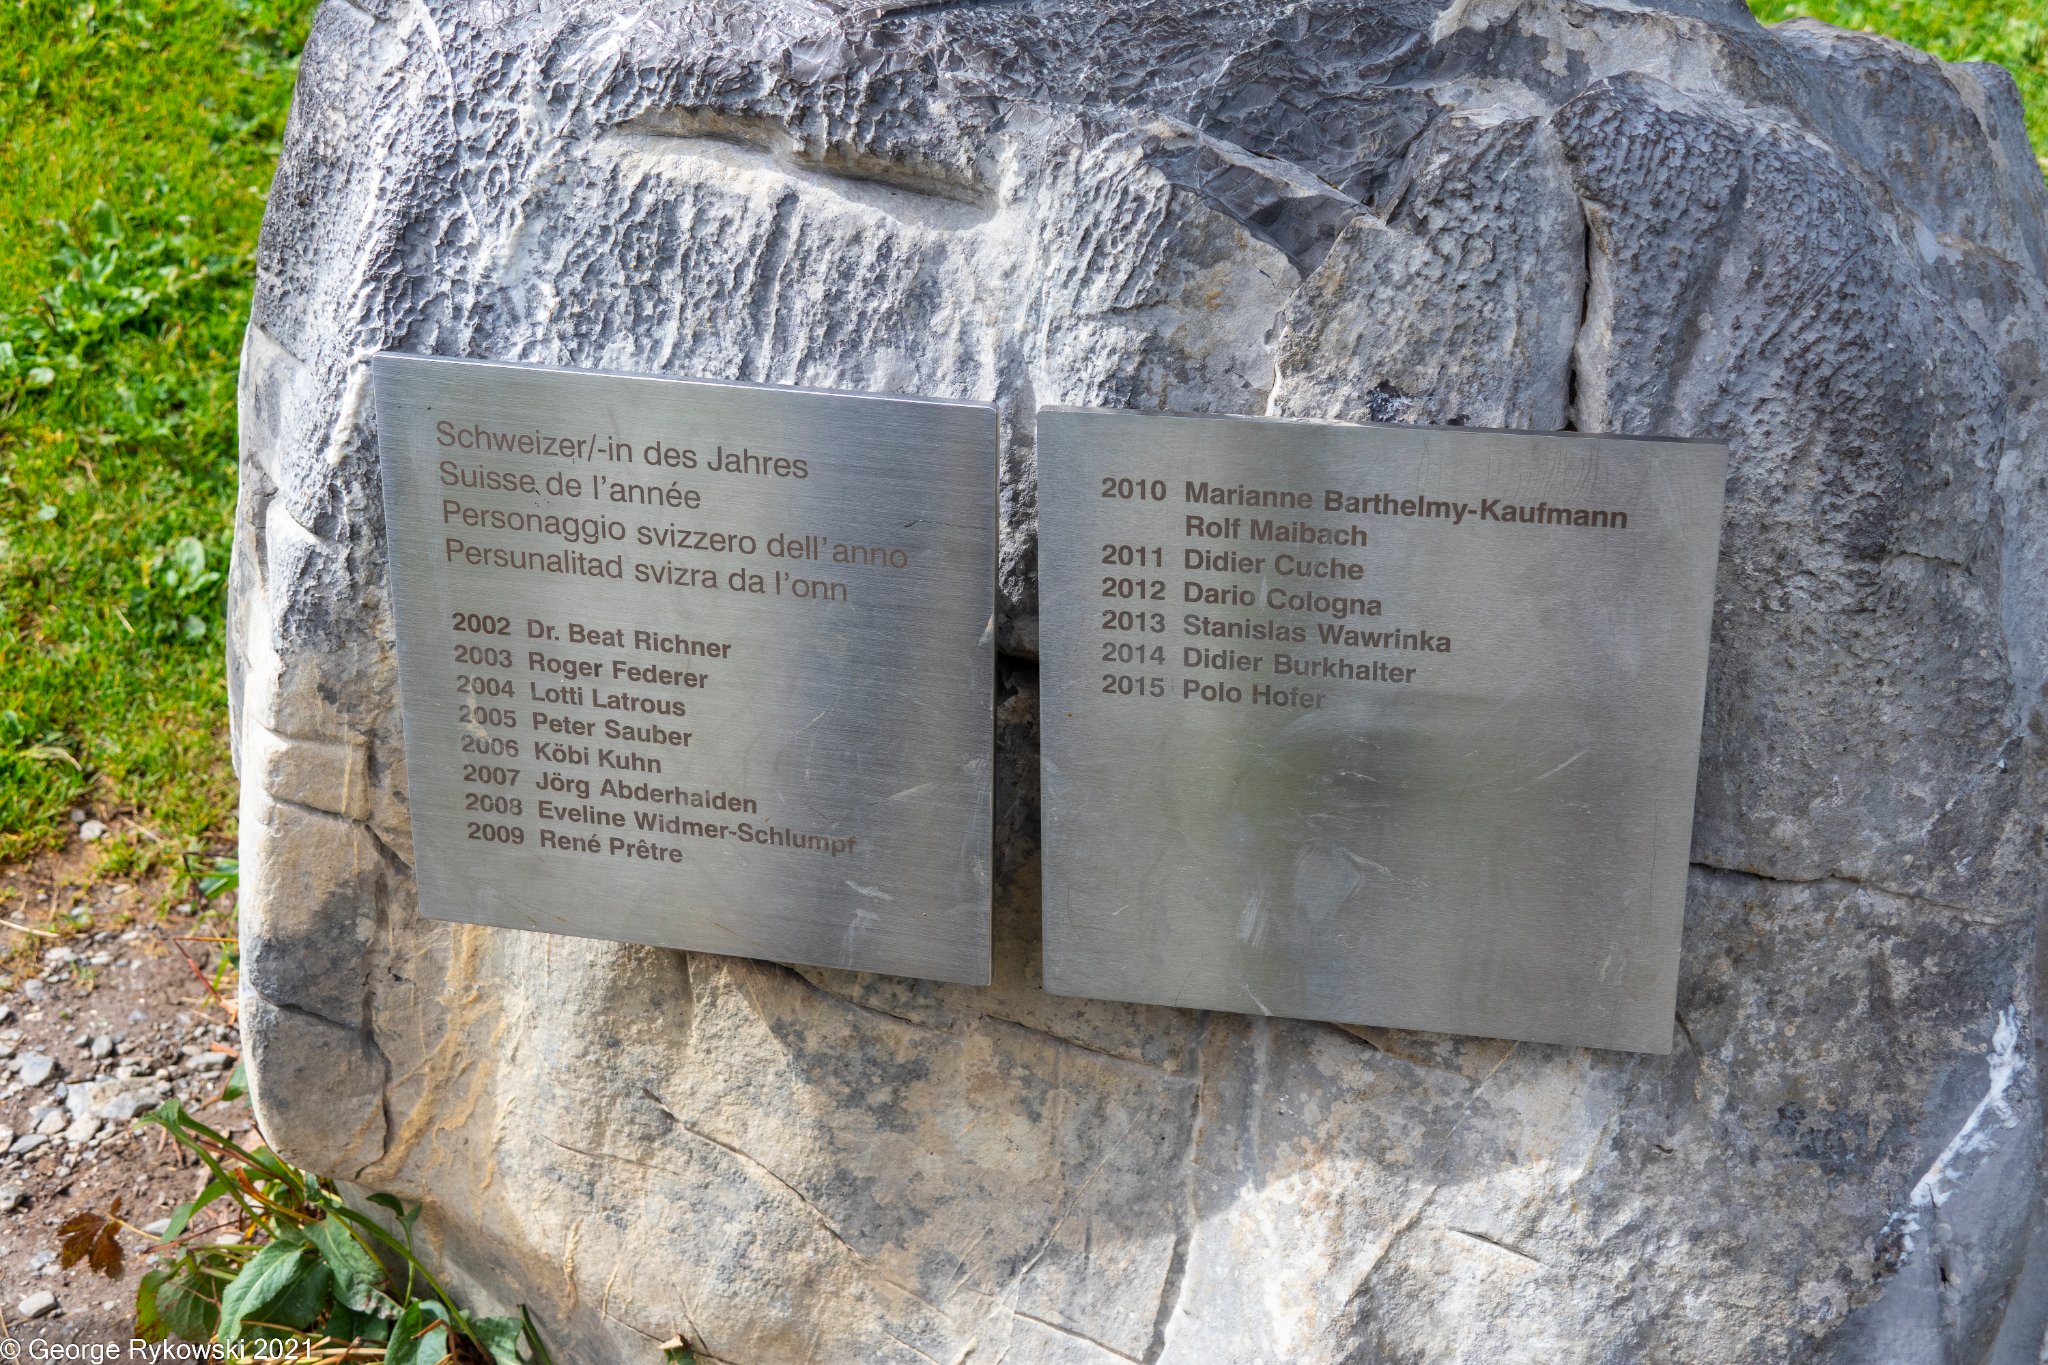 Schweizer/-in des Jahres
Suisse de l'année
Personaggio svizzero dell'anno
Persunalitad svizra da l'onn
2002 Dr. Beat Richner
2003 Roger Federer
2004 Lotti Latrous
2005 Peter Sauber
2006 Köbi Kuhn
2007 Jörg Abderhalden
2008 Eveline Widmer-Schlumpf
2009 René Prêtre
2010 Marianne Barthelmy-Kaufmann
Rolf Maibach
2011 Didier Cuche
2012 Dario Cologna
2013 Stanislas Wawrinka
2014 Didier Burkhalter
2015 Polo Hofer
© George Rykowski 2021